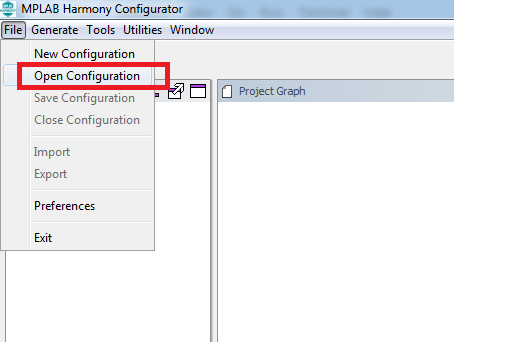 MPLAB Harmony Configurator
File Generate Tools Utilities Window
New Configuration
Open Configuration
Save Configuration
Close Configuration
Import
Export
Preferences
Exit
Project Graph